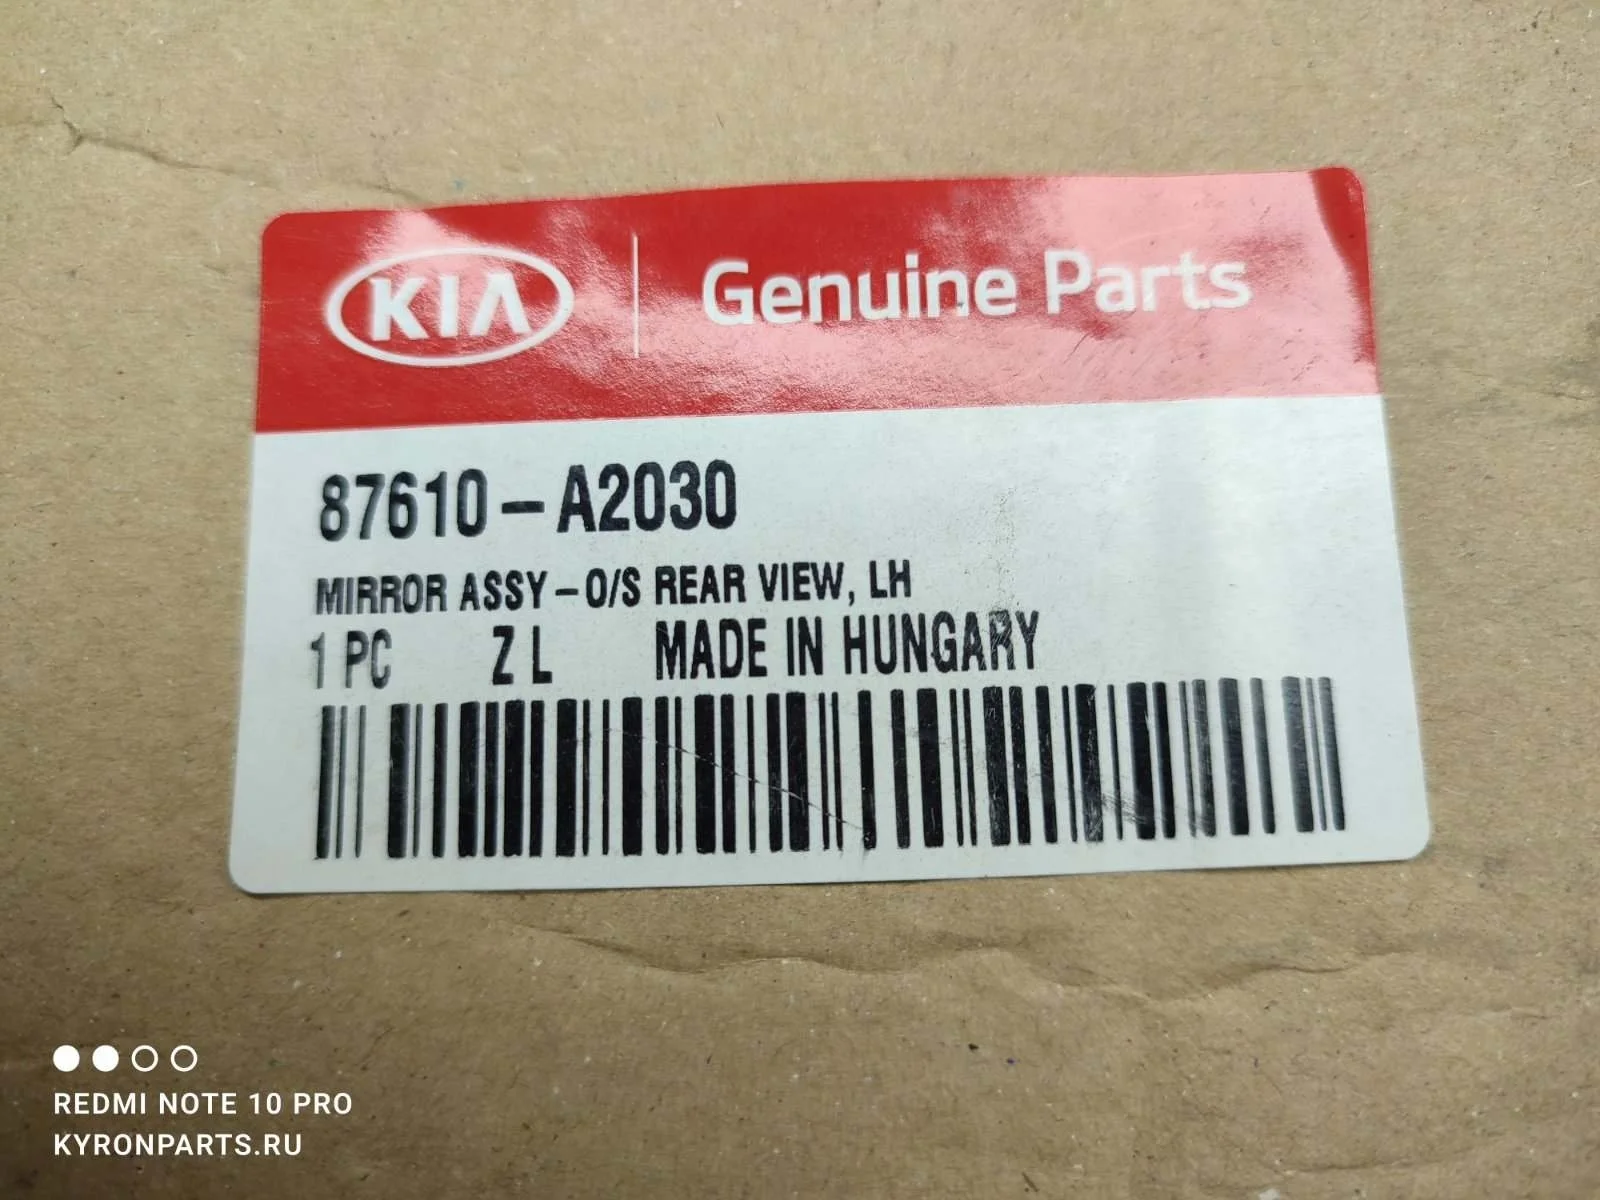 KIA Genuine Parts
87610-A2030
MIRROR ASSY-O/S REAR VIEW, LH
1 PC ZL MADE IN HUNGARY
REDMI NOTE 10 PRO
KYRONPARTS.RU